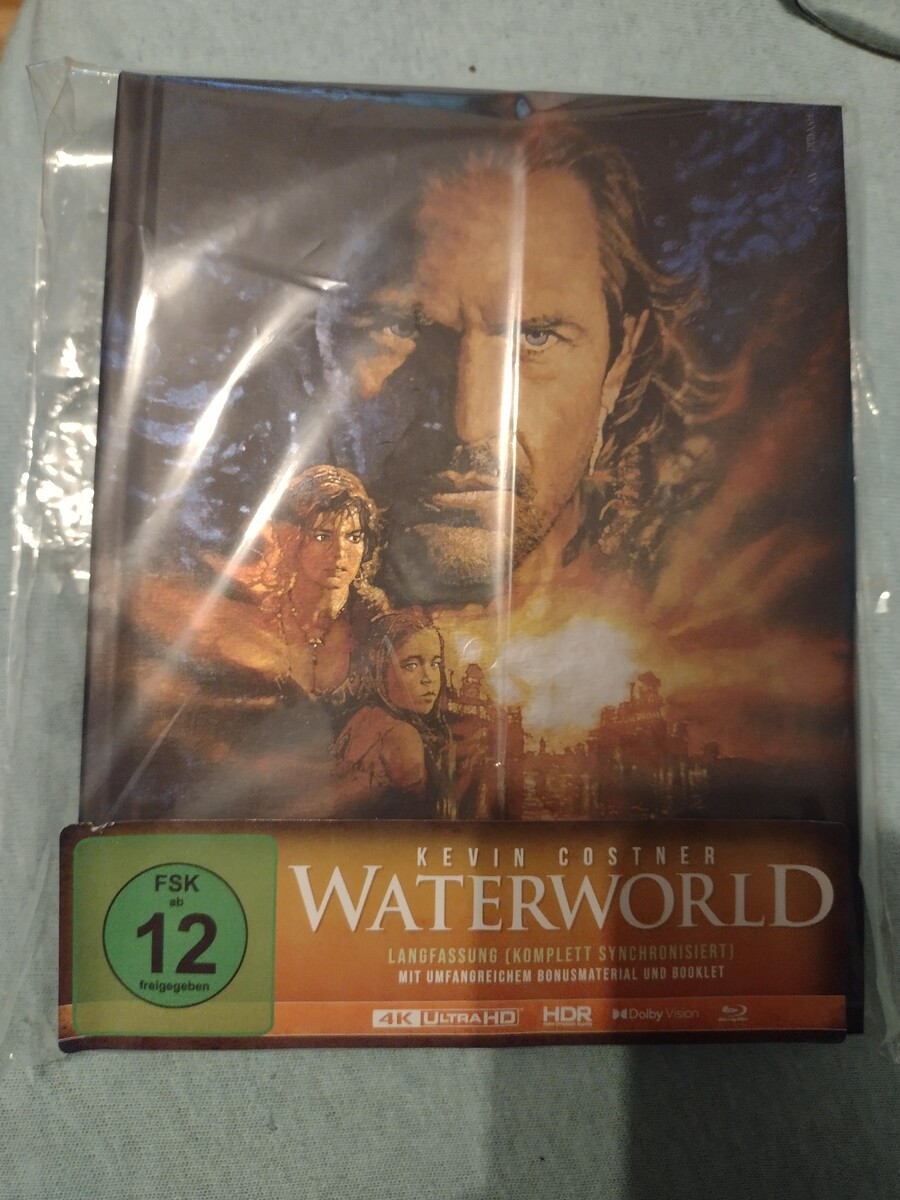 KEVIN COSTNER
WATERWORLD
LANGFASSUNG (KOMPLETT SYNCHRONISIERT)
MIT UMFANGREICHEM BONUSMATERIAL UND BOOKLET
FSK
ab
12
freigegeben
4K ULTRA HD HDR Dolby Vision